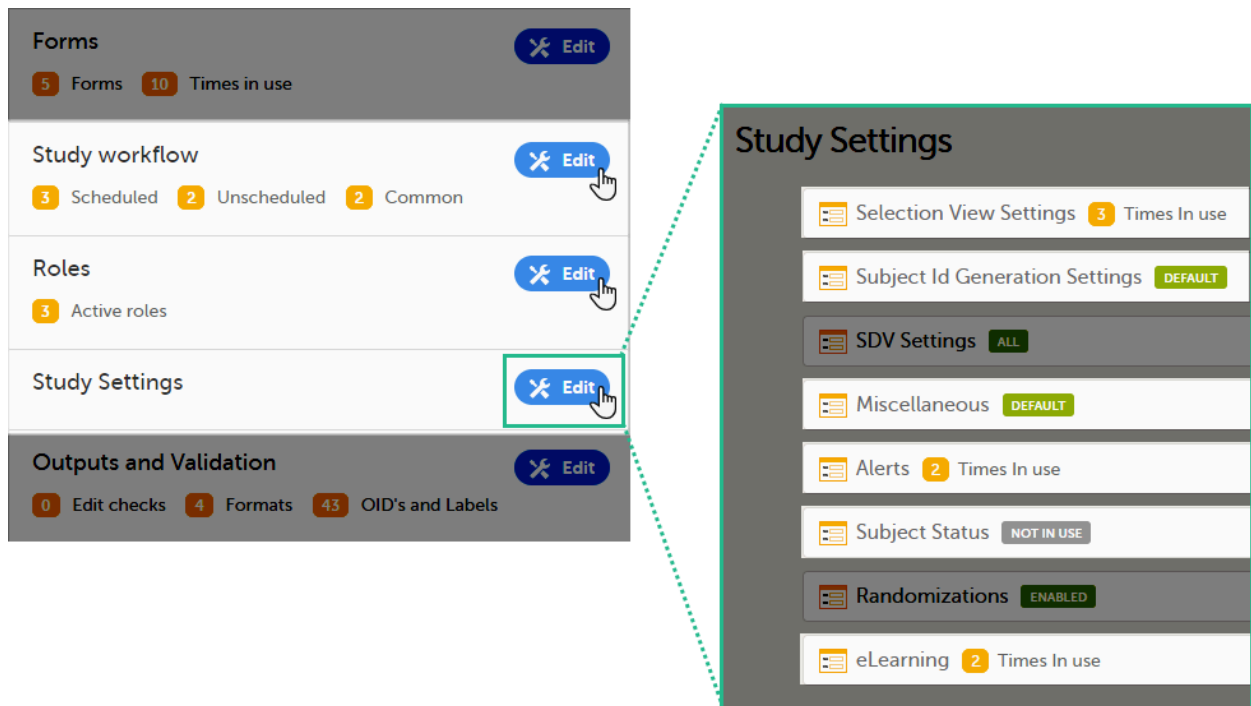 Forms
Edit
5 Forms 10 Times in use
Study workflow
Edit
3 Scheduled 2 Unscheduled 2 Common
Roles
Edit
3 Active roles
Study Settings
Edit
Outputs and Validation
Edit
0 Edit checks 4 Formats 43 OID's and Labels
Study Settings
Selection View Settings 3 Times In use
Subject Id Generation Settings DEFAULT
SDV Settings ALL
Miscellaneous DEFAULT
Alerts 2 Times In use
Subject Status NOT IN USE
Randomizations ENABLED
eLearning 2 Times In use